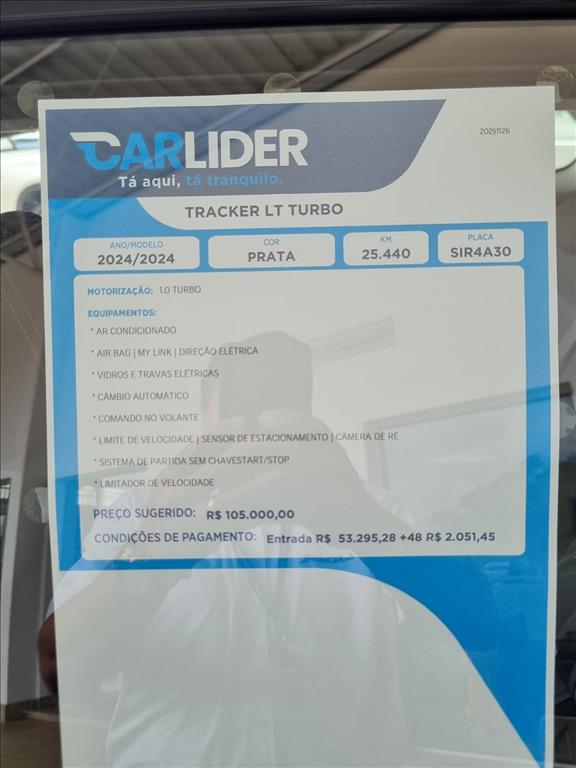 CARLIDER
Tá aqui, tá tranquilo.
20251126
TRACKER LT TURBO
ANO/MODELO
2024/2024
COR
PRATA
KM
25.440
PLACA
SIR4A30
MOTORIZAÇÃO: 1.0 TURBO
EQUIPAMENTOS:
* AR CONDICIONADO
* AIR BAG | MY LINK | DIREÇÃO ELÉTRICA
* VIDROS E TRAVAS ELÉTRICAS
* CÂMBIO AUTOMÁTICO
* COMANDO NO VOLANTE
* LIMITE DE VELOCIDADE | SENSOR DE ESTACIONAMENTO | CÂMERA DE RÉ
* SISTEMA DE PARTIDA SEM CHAVESTART/STOP
* LIMITADOR DE VELOCIDADE
PREÇO SUGERIDO: R$ 105.000,00
CONDIÇÕES DE PAGAMENTO: Entrada R$ 53.295,28 +48 R$ 2.051,45